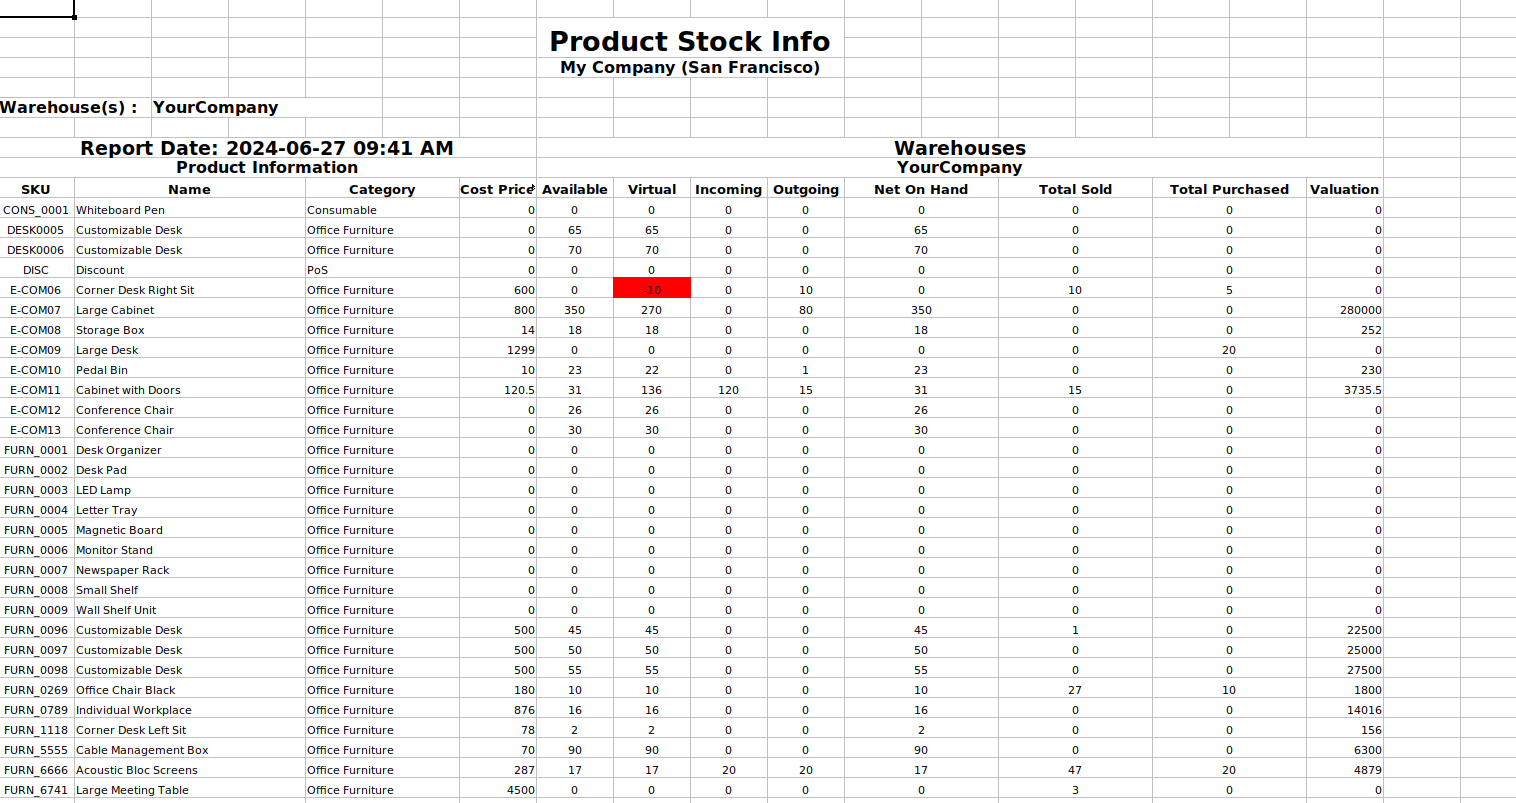 Product Stock Info
My Company (San Francisco)
Warehouse(s) : YourCompany
Report Date: 2024-06-27 09:41 AM Warehouses
Product Information YourCompany
SKU Name Category Cost Price Available Virtual Incoming Outgoing Net On Hand Total Sold Total Purchased Valuation
CONS_0001 Whiteboard Pen Consumable 0 0 0 0 0 0 0 0 0
DESK0005 Customizable Desk Office Furniture 0 65 65 0 0 65 0 0 0
DESK0006 Customizable Desk Office Furniture 0 70 70 0 0 70 0 0 0
DISC Discount PoS 0 0 0 0 0 0 0 0 0
E-COM06 Corner Desk Right Sit Office Furniture 600 0 -10 0 10 0 10 5 0
E-COM07 Large Cabinet Office Furniture 800 350 270 0 80 350 0 0 280000
E-COM08 Storage Box Office Furniture 14 18 18 0 0 18 0 0 252
E-COM09 Large Desk Office Furniture 1299 0 0 0 0 0 0 20 0
E-COM10 Pedal Bin Office Furniture 10 23 22 0 1 23 0 0 230
E-COM11 Cabinet with Doors Office Furniture 120.5 31 136 120 15 31 15 0 3735.5
E-COM12 Conference Chair Office Furniture 0 26 26 0 0 26 0 0 0
E-COM13 Conference Chair Office Furniture 0 30 30 0 0 30 0 0 0
FURN_0001 Desk Organizer Office Furniture 0 0 0 0 0 0 0 0 0
FURN_0002 Desk Pad Office Furniture 0 0 0 0 0 0 0 0 0
FURN_0003 LED Lamp Office Furniture 0 0 0 0 0 0 0 0 0
FURN_0004 Letter Tray Office Furniture 0 0 0 0 0 0 0 0 0
FURN_0005 Magnetic Board Office Furniture 0 0 0 0 0 0 0 0 0
FURN_0006 Monitor Stand Office Furniture 0 0 0 0 0 0 0 0 0
FURN_0007 Newspaper Rack Office Furniture 0 0 0 0 0 0 0 0 0
FURN_0008 Small Shelf Office Furniture 0 0 0 0 0 0 0 0 0
FURN_0009 Wall Shelf Unit Office Furniture 0 0 0 0 0 0 0 0 0
FURN_0096 Customizable Desk Office Furniture 500 45 45 0 0 45 1 0 22500
FURN_0097 Customizable Desk Office Furniture 500 50 50 0 0 50 0 0 25000
FURN_0098 Customizable Desk Office Furniture 500 55 55 0 0 55 0 0 27500
FURN_0269 Office Chair Black Office Furniture 180 10 10 0 0 10 27 10 1800
FURN_0789 Individual Workplace Office Furniture 876 16 16 0 0 16 0 0 14016
FURN_1118 Corner Desk Left Sit Office Furniture 78 2 2 0 0 2 0 0 156
FURN_5555 Cable Management Box Office Furniture 70 90 90 0 0 90 0 0 6300
FURN_6666 Acoustic Bloc Screens Office Furniture 287 17 17 20 20 17 47 20 4879
FURN_6741 Large Meeting Table Office Furniture 4500 0 0 0 0 0 3 0 0